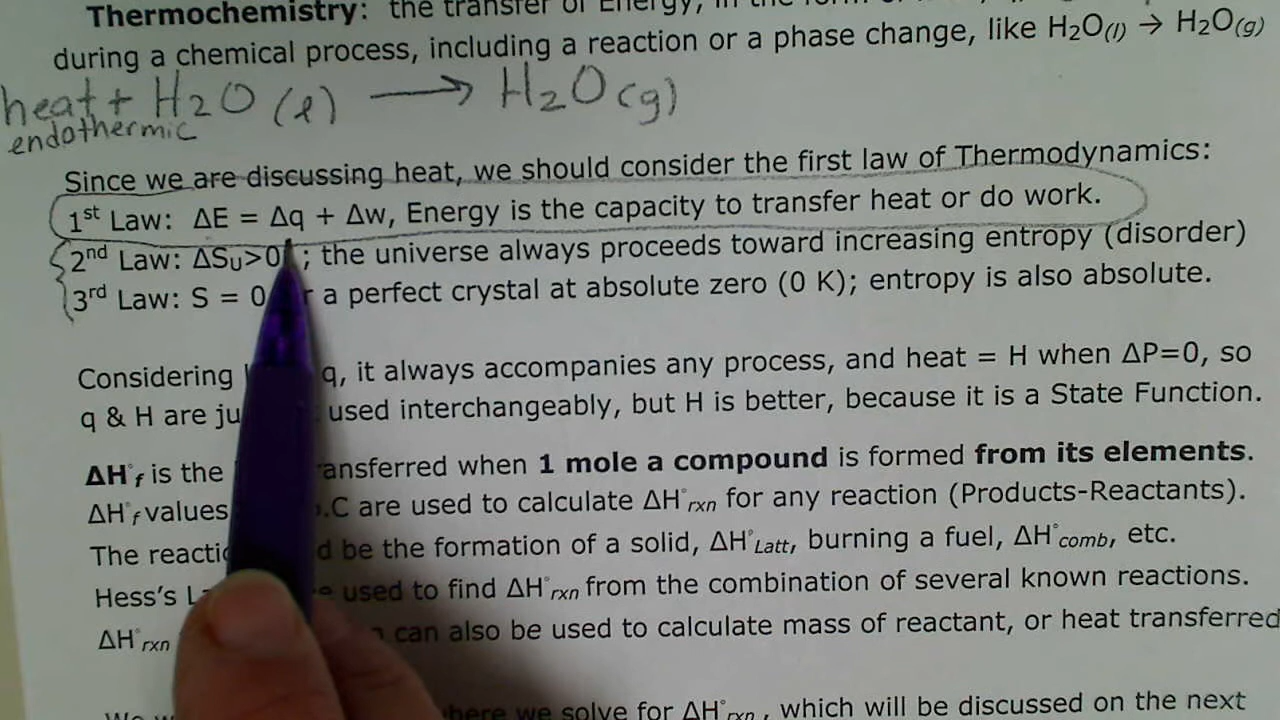 Thermochemistry: the transfer of Energy, in the form of
during a chemical process, including a reaction or a phase change, like H₂O(l) → H₂O(g)
heat + H₂O (l) → H₂O (g)
endothermic
Since we are discussing heat, we should consider the first law of Thermodynamics:
1st Law: ΔE = Δq + Δw, Energy is the capacity to transfer heat or do work.
2nd Law: ΔSU>0 ; the universe always proceeds toward increasing entropy (disorder)
3rd Law: S = 0 a perfect crystal at absolute zero (0 K); entropy is also absolute.
Considering q, it always accompanies any process, and heat = H when ΔP=0, so
q & H are used interchangeably, but H is better, because it is a State Function.
ΔH°f is the when 1 mole a compound is formed from its elements.
ΔH°f values .C are used to calculate ΔH°rxn for any reaction (Products-Reactants).
The be the formation of a solid, ΔH°Latt, burning a fuel, ΔH°comb, etc.
Hess's used to find ΔH°rxn from the combination of several known reactions.
ΔH°rxn can also be used to calculate mass of reactant, or heat transferred
we solve for ΔH°rxn, which will be discussed on the next